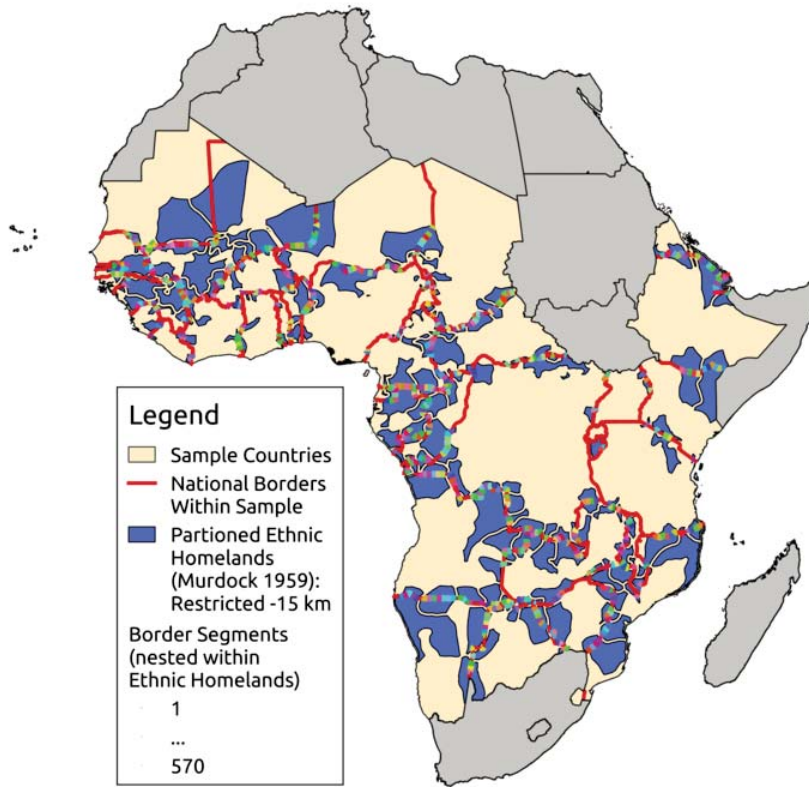 Legend
Sample Countries
National Borders
Within Sample
Partioned Ethnic
Homelands
(Murdock 1959):
Restricted -15 km
Border Segments
(nested within
Ethnic Homelands)
1
...
570